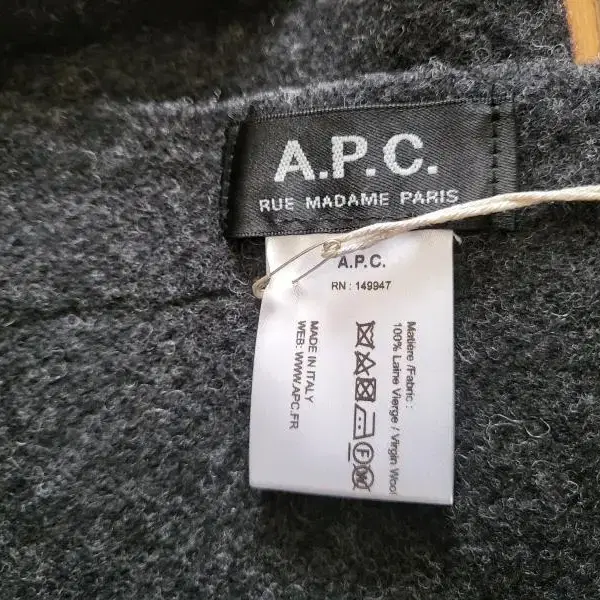 A.P.C.
RUE MADAME PARIS
A.P.C.
RN : 149947
Matière /Fabric :
100% Laine Vierge / Virgin Wool
F W
MADE IN ITALY
WEB: WWW.APC.FR